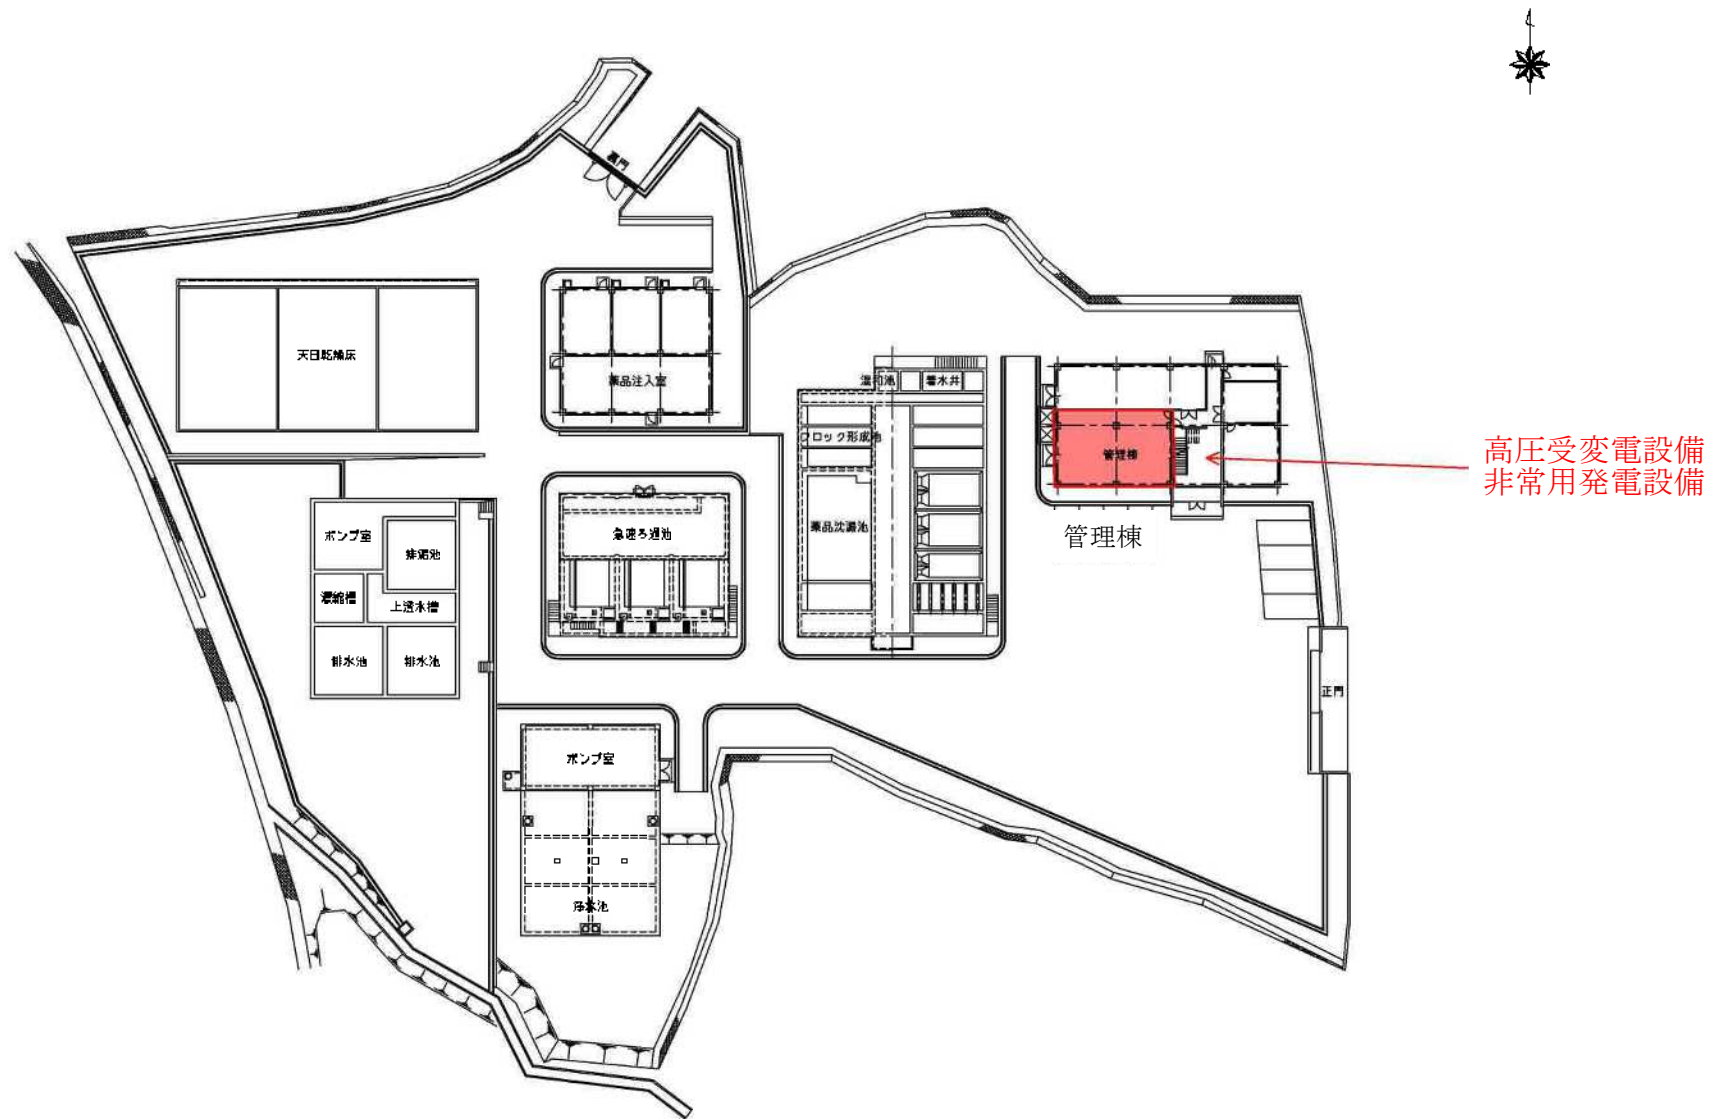 裏門
天日乾燥床
薬品注入室
混和池
着水井
フロック形成池
管理棟
高圧受変電設備
非常用発電設備
管理棟
ポンプ室
排泥池
急速ろ過池
薬品沈澱池
濃縮槽
上澄水槽
排水池
排水池
正門
ポンプ室
浄水池